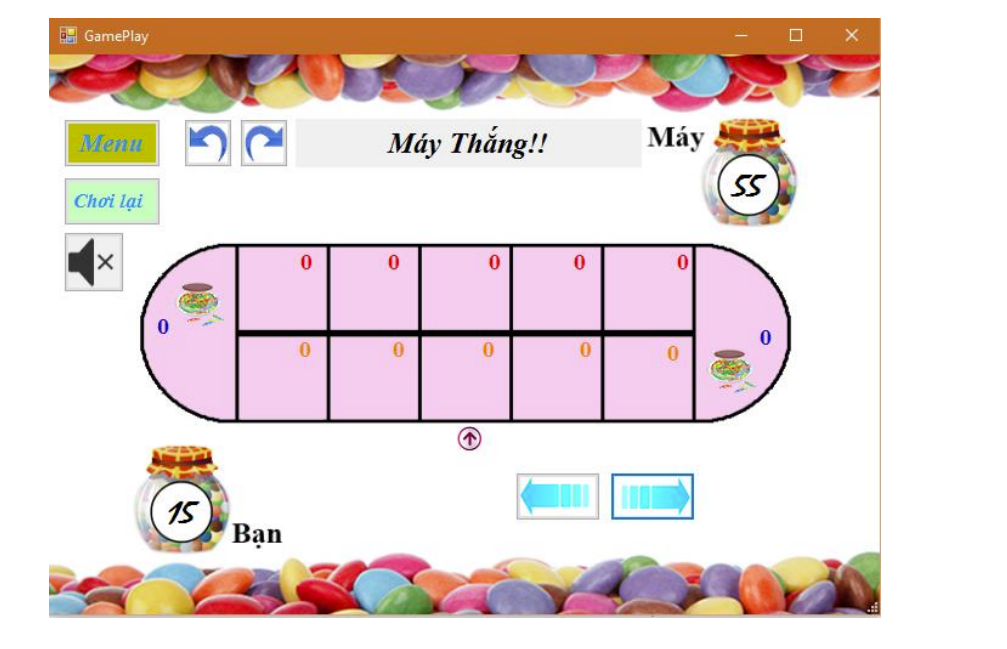 GamePlay
Menu
Máy Thắng!!
Máy
55
Chơi lại
0 0 0 0 0
0
0
0 0 0 0 0
15
Bạn